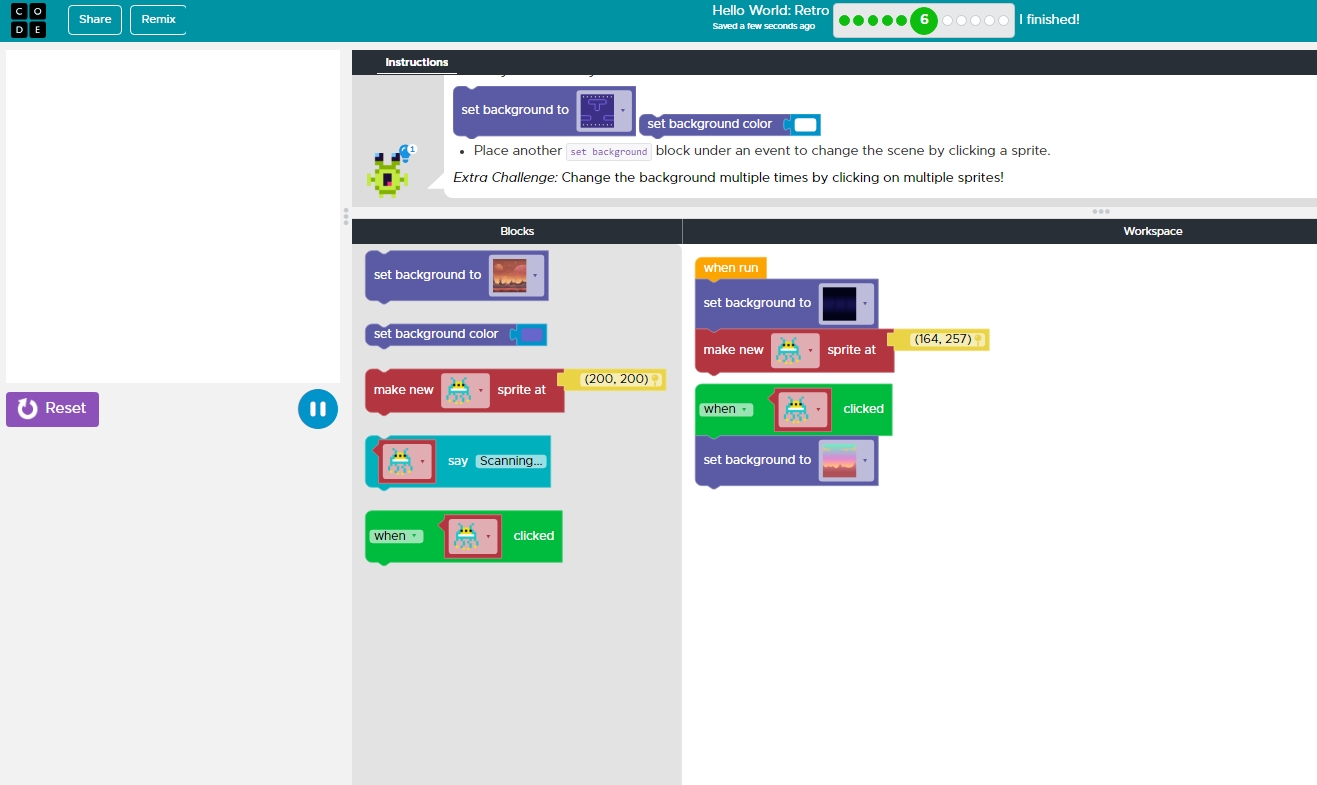 C O
D E
Share
Remix
Hello World: Retro
Saved a few seconds ago
6
I finished!
Instructions
set background to
set background color
1
• Place another set background block under an event to change the scene by clicking a sprite.
Extra Challenge: Change the background multiple times by clicking on multiple sprites!
Blocks
Workspace
set background to
set background color
make new sprite at (200, 200)
say Scanning...
when clicked
when run
set background to
make new sprite at (164, 257)
when clicked
set background to
Reset